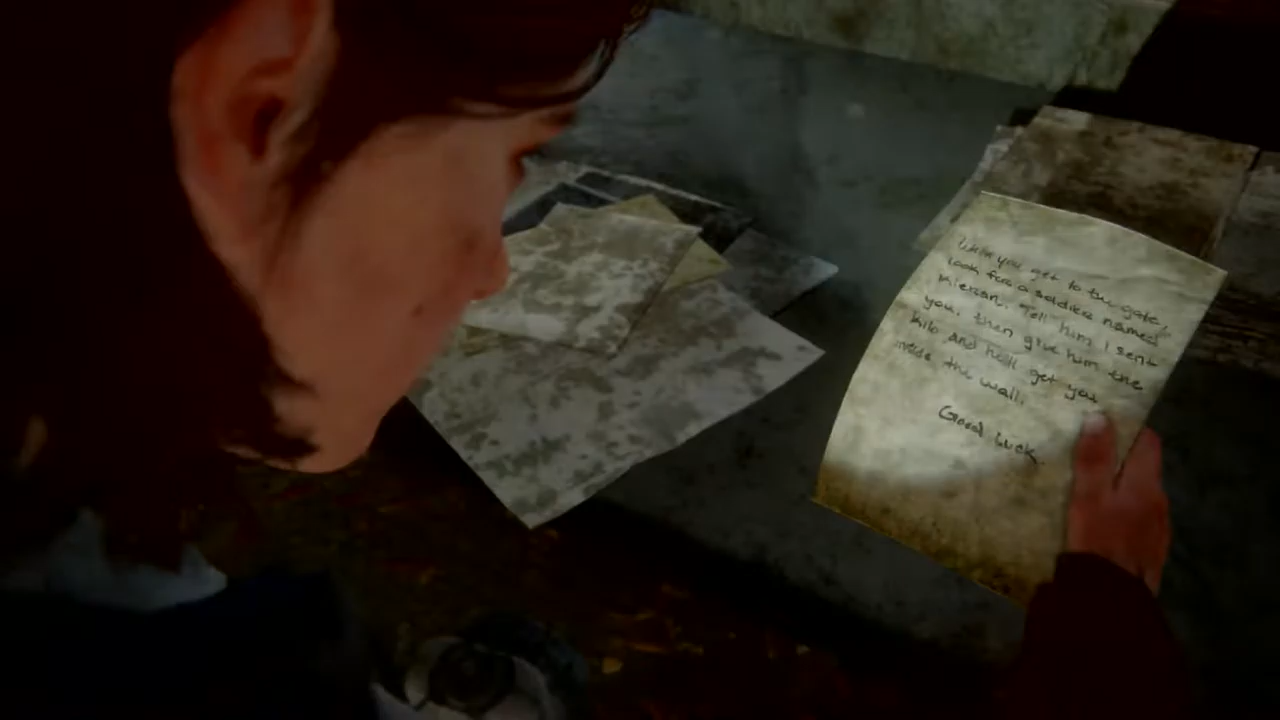 When you get to the gate,
look for a soldier named
Kieran. Tell him I sent
you, then give him the
kilo and he'll get you
inside the wall.
Good Luck.